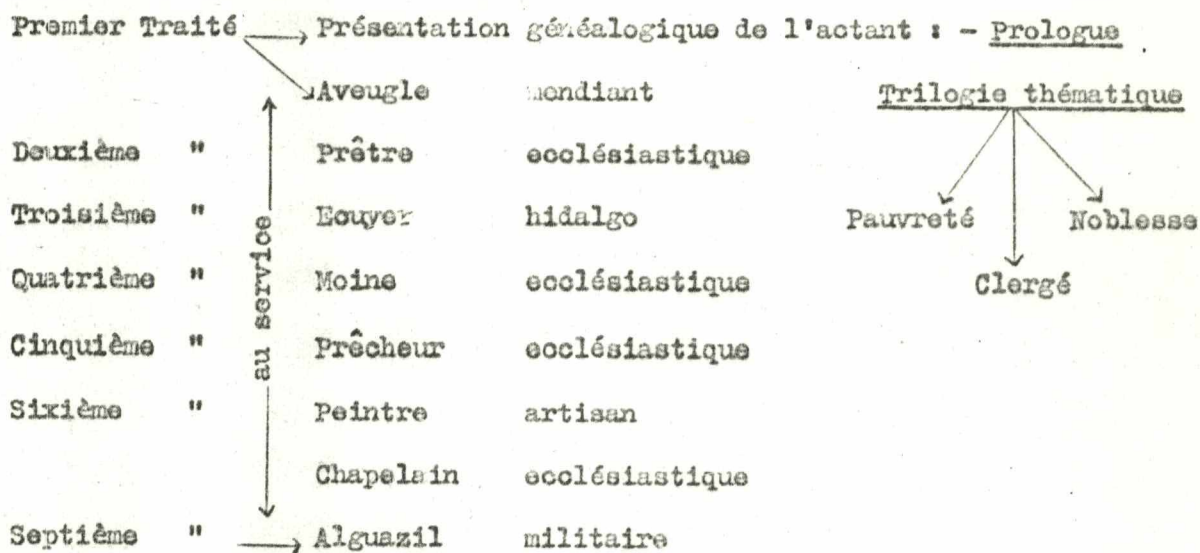 Premier Traité Présentation généalogique de l'actant : - Prologue
Aveugle mendiant Trilogie thématique
Deuxième " Prêtre ecclésiastique
Troisième " Ecuyer hidalgo Pauvreté Noblesse
Quatrième " Moine ecclésiastique Clergé
Cinquième " Prêcheur ecclésiastique
Sixième " Peintre artisan
Chapelain ecclésiastique
Septième " Alguazil militaire
au service